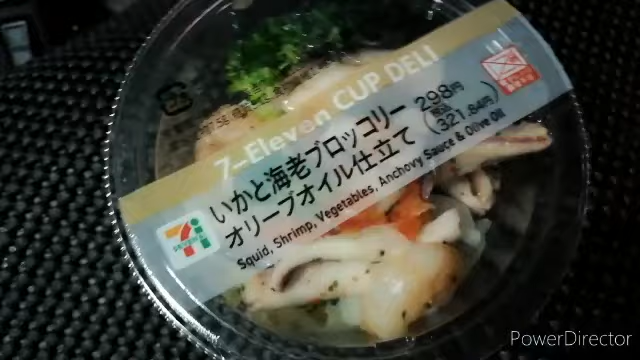 7-Eleven CUP DELI
いかと海老ブロッコリー
オリーブオイル仕立て
298円
(税込 321.84円)
Squid, Shrimp, Vegetables, Anchovy Sauce & Olive Oil
PowerDirector